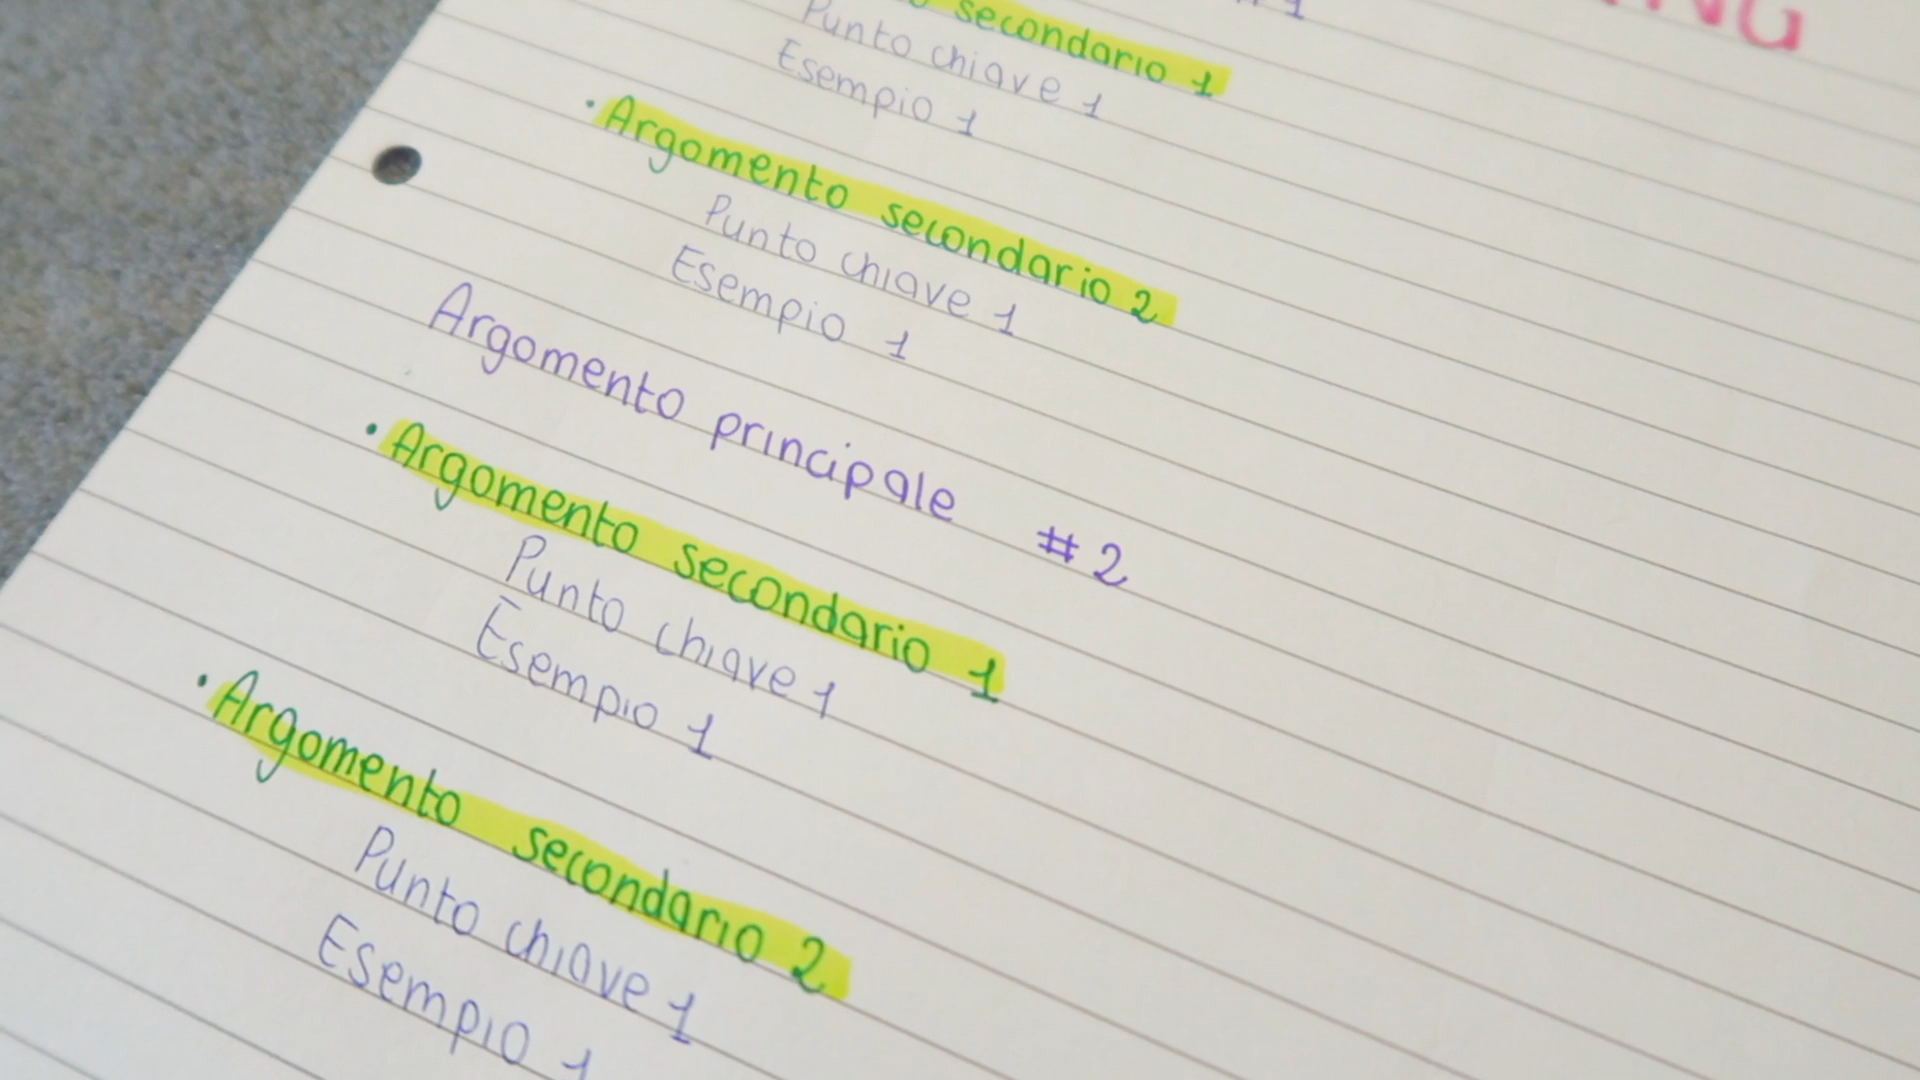 secondario 1
Punto chiave 1
Esempio 1
· Argomento secondario 2
Punto chiave 1
Esempio 1
Argomento principale #2
· Argomento secondario 1
Punto chiave 1
Esempio 1
· Argomento secondario 2
Punto chiave 1
Esempio 1